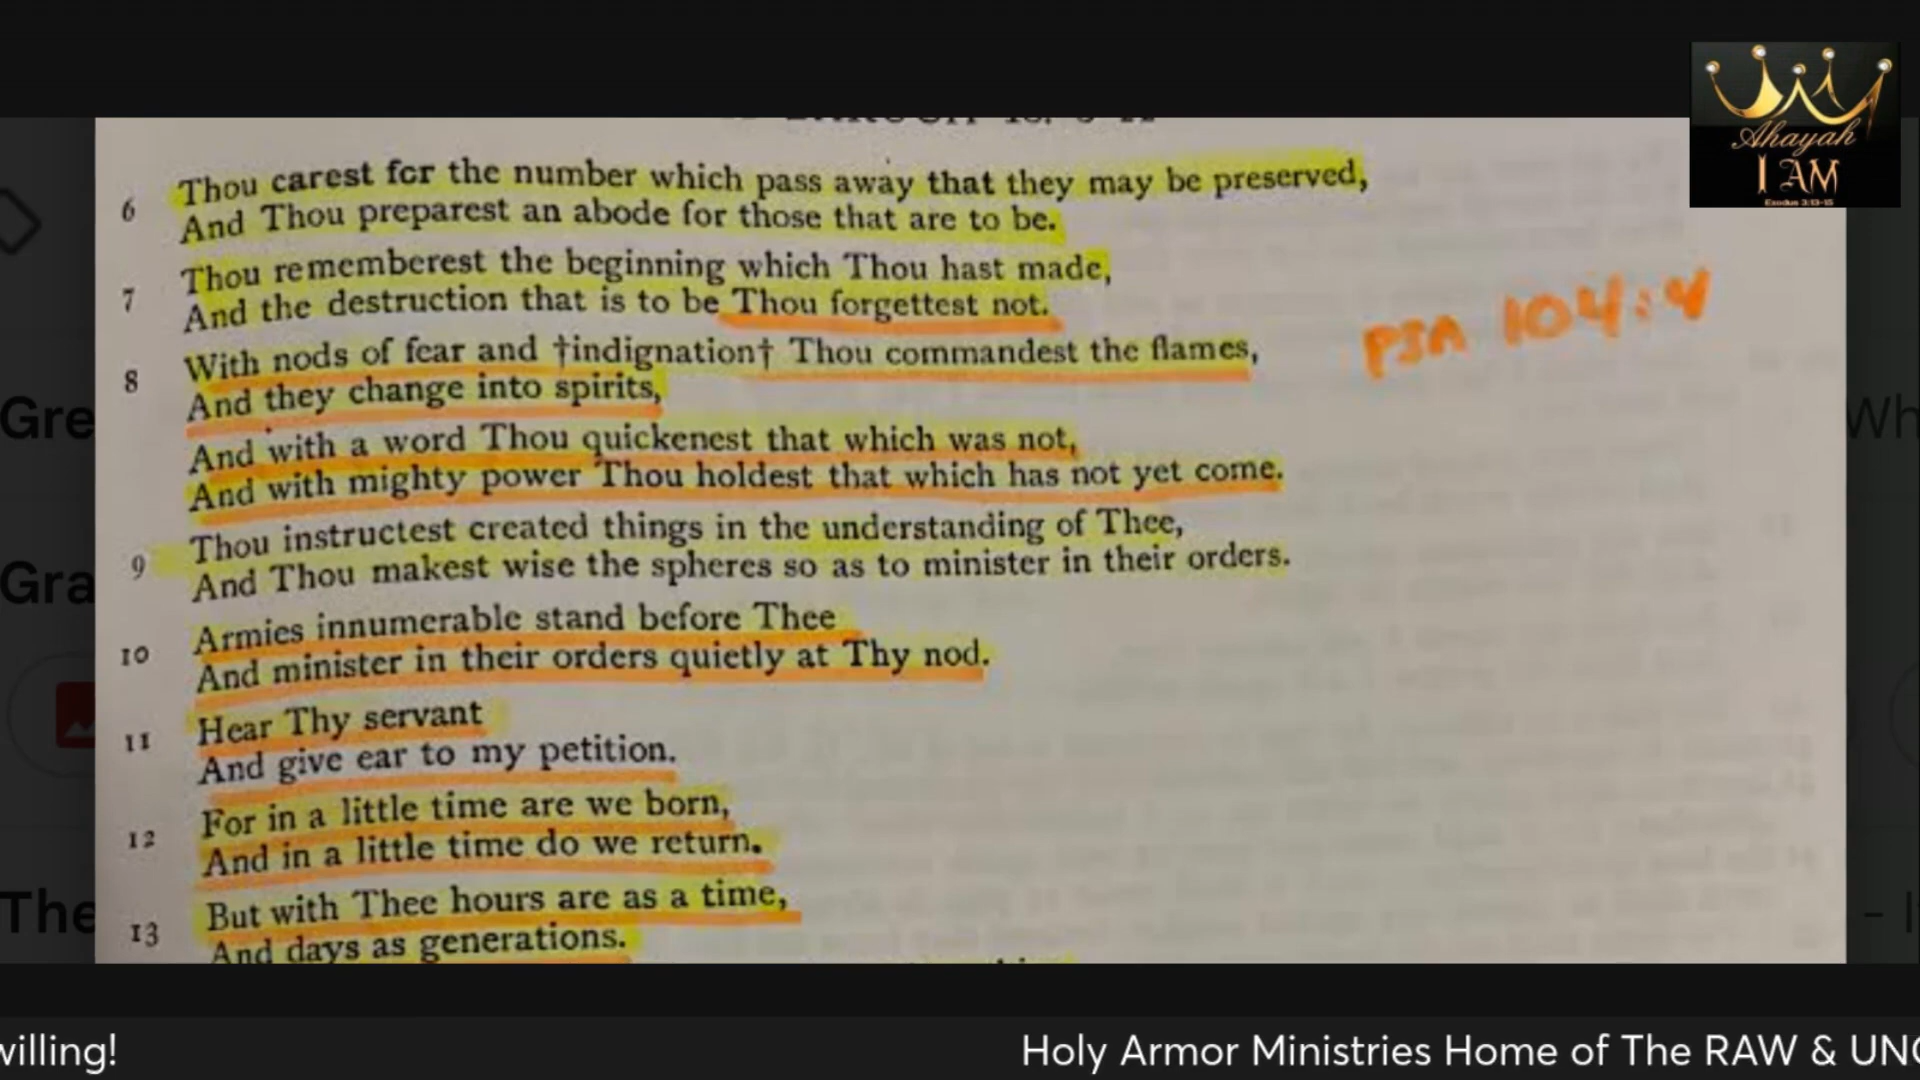 Ahayah
I AM
Exodus 3:13-15
6 Thou carest for the number which pass away that they may be preserved,
And Thou preparest an abode for those that are to be.
7 Thou rememberest the beginning which Thou hast made,
And the destruction that is to be Thou forgettest not.
PSA 104:4
8 With nods of fear and †indignation† Thou commandest the flames,
And they change into spirits,
And with a word Thou quickenest that which was not,
And with mighty power Thou holdest that which has not yet come.
9 Thou instructest created things in the understanding of Thee,
And Thou makest wise the spheres so as to minister in their orders.
10 Armies innumerable stand before Thee
And minister in their orders quietly at Thy nod.
11 Hear Thy servant
And give ear to my petition.
12 For in a little time are we born,
And in a little time do we return.
13 But with Thee hours are as a time,
And days as generations.
Gre
Wh
Gra
The
willing!
Holy Armor Ministries Home of The RAW & UNC